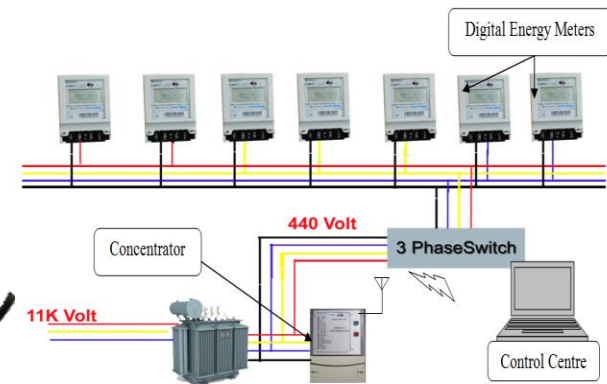 Digital Energy Meters
440 Volt
3 PhaseSwitch
Concentrator
11K Volt
Control Centre